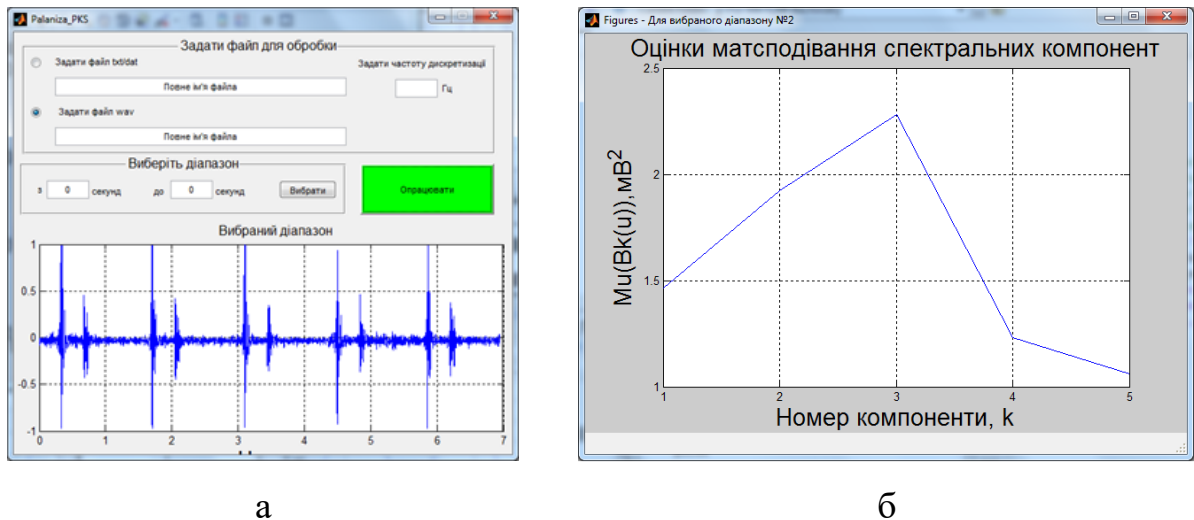 Palaniza_PKS
Задати файл для обробки
Задати файл txt/dat
Задати частоту дискретизації
Повне ім'я файла
Гц
Задати файл wav
Повне ім'я файла
Виберіть діапазон
з 0 секунд до 0 секунд Вибрати
Опрацювати
Вибраний діапазон
1
0.5
0
-0.5
-1
0 1 2 3 4 5 6 7
а
Figures - Для вибраного діапазону №2
Оцінки матсподівання спектральних компонент
Mu(Bk(u)),мВ2
2.5
2
1.5
1
1 2 3 4 5
Номер компоненти, k
б